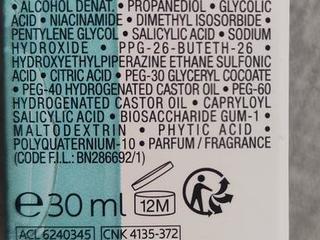 • ALCOHOL DENAT. • PROPANEDIOL • GLYCOLIC
ACID • NIACINAMIDE • DIMETHYL ISOSORBIDE •
PENTYLENE GLYCOL • SALICYLIC ACID • SODIUM
HYDROXIDE • PPG-26-BUTETH-26 •
HYDROXYETHYLPIPERAZINE ETHANE SULFONIC
ACID • CITRIC ACID • PEG-30 GLYCERYL COCOATE
• PEG-40 HYDROGENATED CASTOR OIL • PEG-60
HYDROGENATED CASTOR OIL • CAPRYLOYL
SALICYLIC ACID • BIOSACCHARIDE GUM-1 •
MALTODEXTRIN • PHYTIC ACID •
POLYQUATERNIUM-10 • PARFUM / FRAGRANCE
(CODE F.I.L.: BN286692/1)
℮30 ml 12M
ACL 6240345 CNK 4135-372